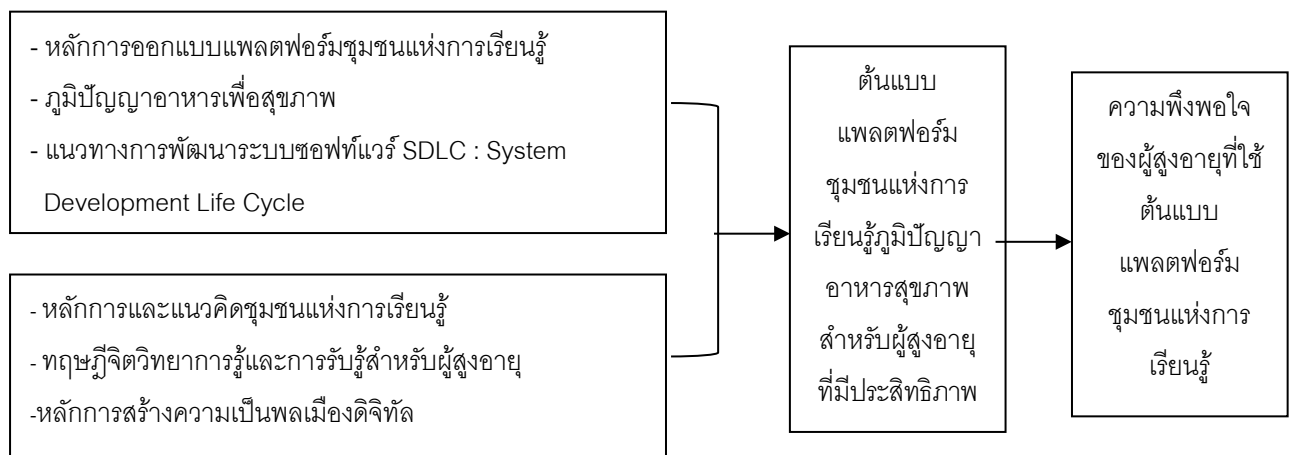 - หลักการออกแบบแพลตฟอร์มชุมชนแห่งการเรียนรู้
- ภูมิปัญญาอาหารเพื่อสุขภาพ
- แนวทางการพัฒนาระบบซอฟท์แวร์ SDLC : System
Development Life Cycle
- หลักการและแนวคิดชุมชนแห่งการเรียนรู้
- ทฤษฎีจิตวิทยาการรู้และการรับรู้สำหรับผู้สูงอายุ
-หลักการสร้างความเป็นพลเมืองดิจิทัล
ต้นแบบ
แพลตฟอร์ม
ชุมชนแห่งการ
เรียนรู้ภูมิปัญญา
อาหารสุขภาพ
สำหรับผู้สูงอายุ
ที่มีประสิทธิภาพ
ความพึงพอใจ
ของผู้สูงอายุที่ใช้
ต้นแบบ
แพลตฟอร์ม
ชุมชนแห่งการ
เรียนรู้